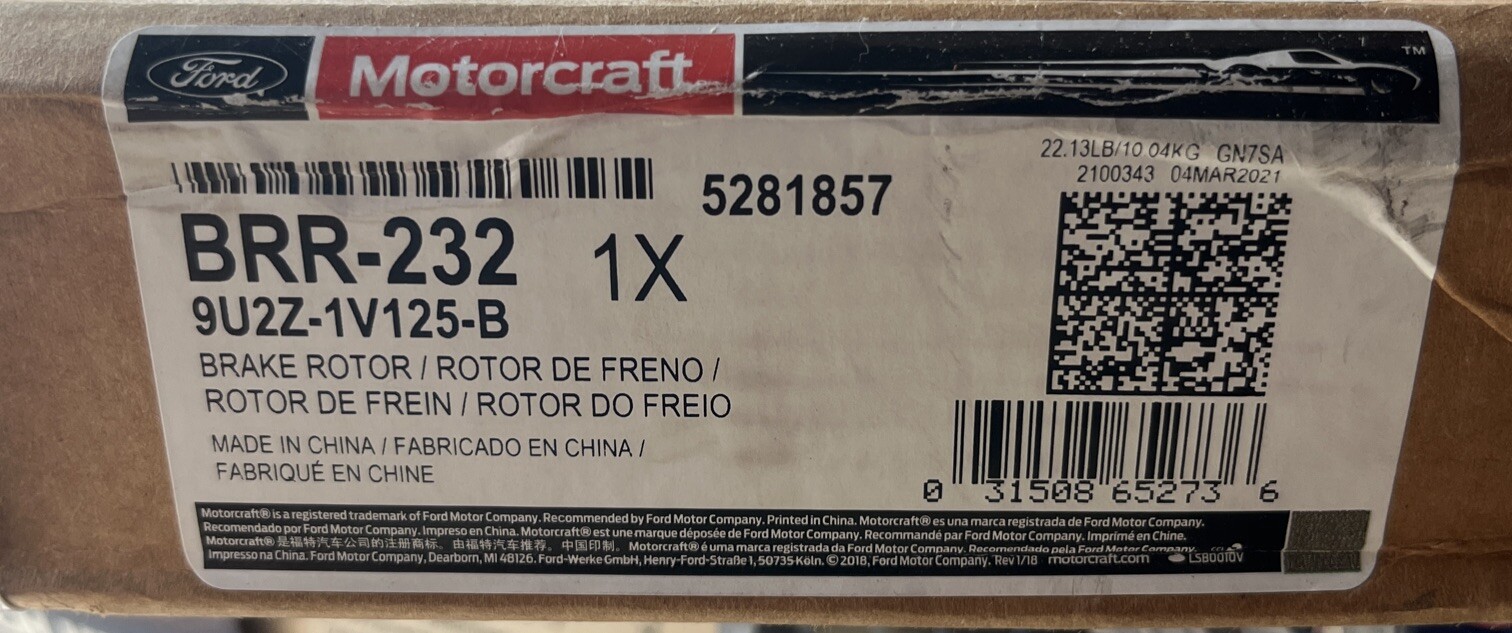 Ford
Motorcraft
TM
22.13LB/10.04KG GN7SA
2100343 04MAR2021
5281857
BRR-232 1X
9U2Z-1V125-B
BRAKE ROTOR / ROTOR DE FRENO /
ROTOR DE FREIN / ROTOR DO FREIO
MADE IN CHINA / FABRICADO EN CHINA /
FABRIQUÉ EN CHINE
0 31508 65273 6
Motorcraft® is a registered trademark of Ford Motor Company. Recommended by Ford Motor Company. Printed in China. Motorcraft® es una marca registrada de Ford Motor Company.
Recomendado por Ford Motor Company. Impreso en China. Motorcraft® est une marque déposée de Ford Motor Company. Recommandé par Ford Motor Company. Imprimé en Chine.
Motorcraft® 是福特汽车公司的注册商标。由福特汽车推荐。中国印制。 Motorcraft® é uma marca registrada da Ford Motor Company. Recomendado pela Ford Motor Company.
Impresso na China. Ford Motor Company, Dearborn, MI 48126. Ford-Werke GmbH, Henry-Ford-Straße 1, 50735 Köln. © 2018, Ford Motor Company. Rev 1/18 motorcraft.com LSB0010V